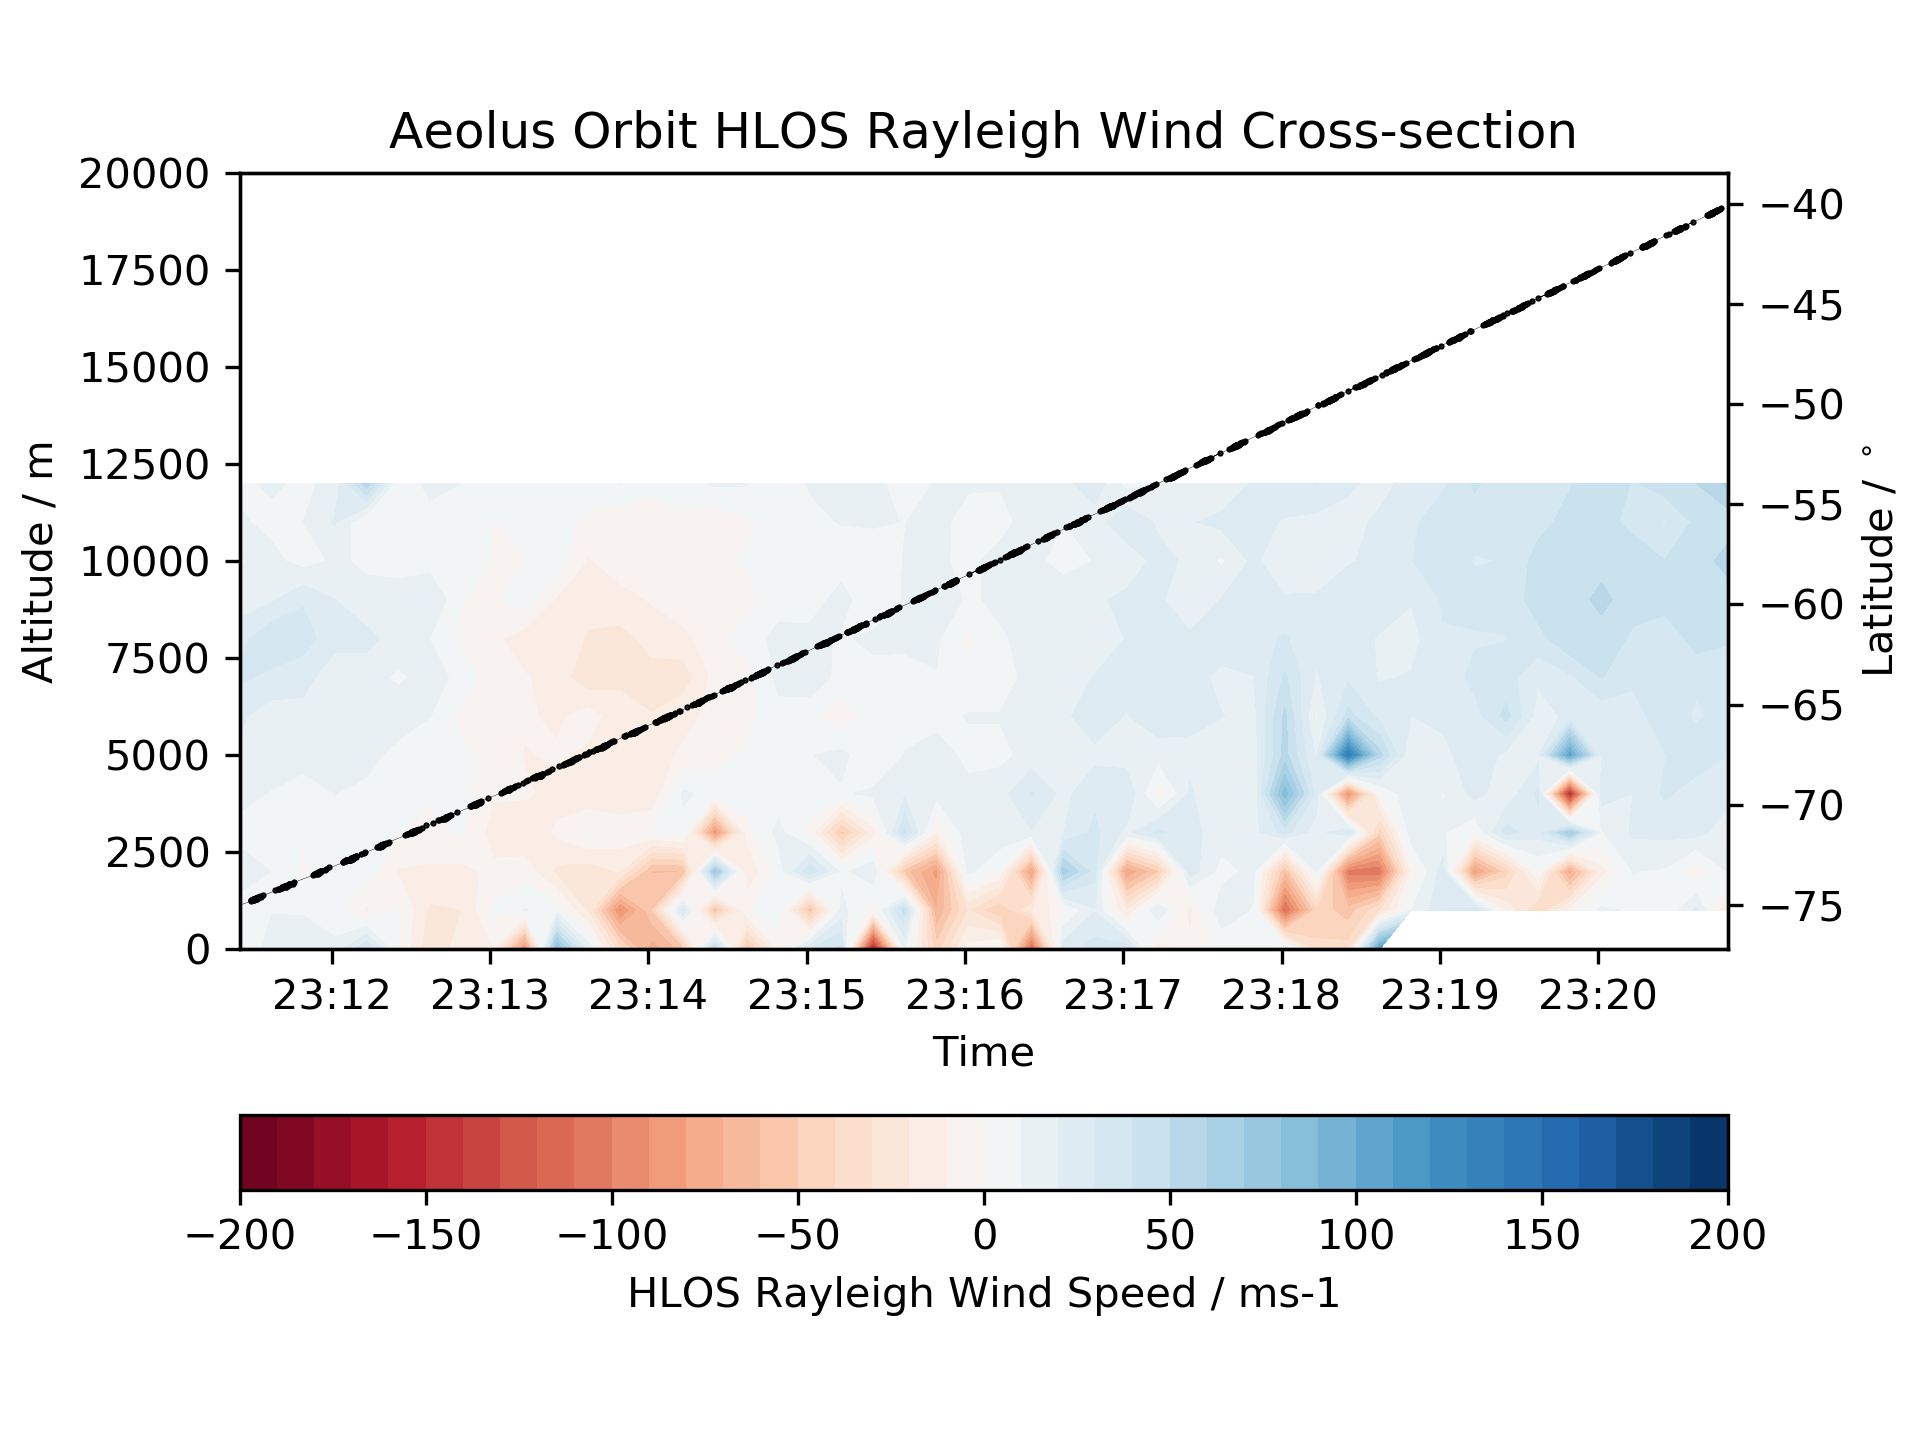 Aeolus Orbit HLOS Rayleigh Wind Cross-section
20000
17500
15000
12500
10000
7500
5000
2500
0
Altitude / m
−40
−45
−50
−55
−60
−65
−70
−75
Latitude / °
23:12 23:13 23:14 23:15 23:16 23:17 23:18 23:19 23:20
Time
−200 −150 −100 −50 0 50 100 150 200
HLOS Rayleigh Wind Speed / ms-1